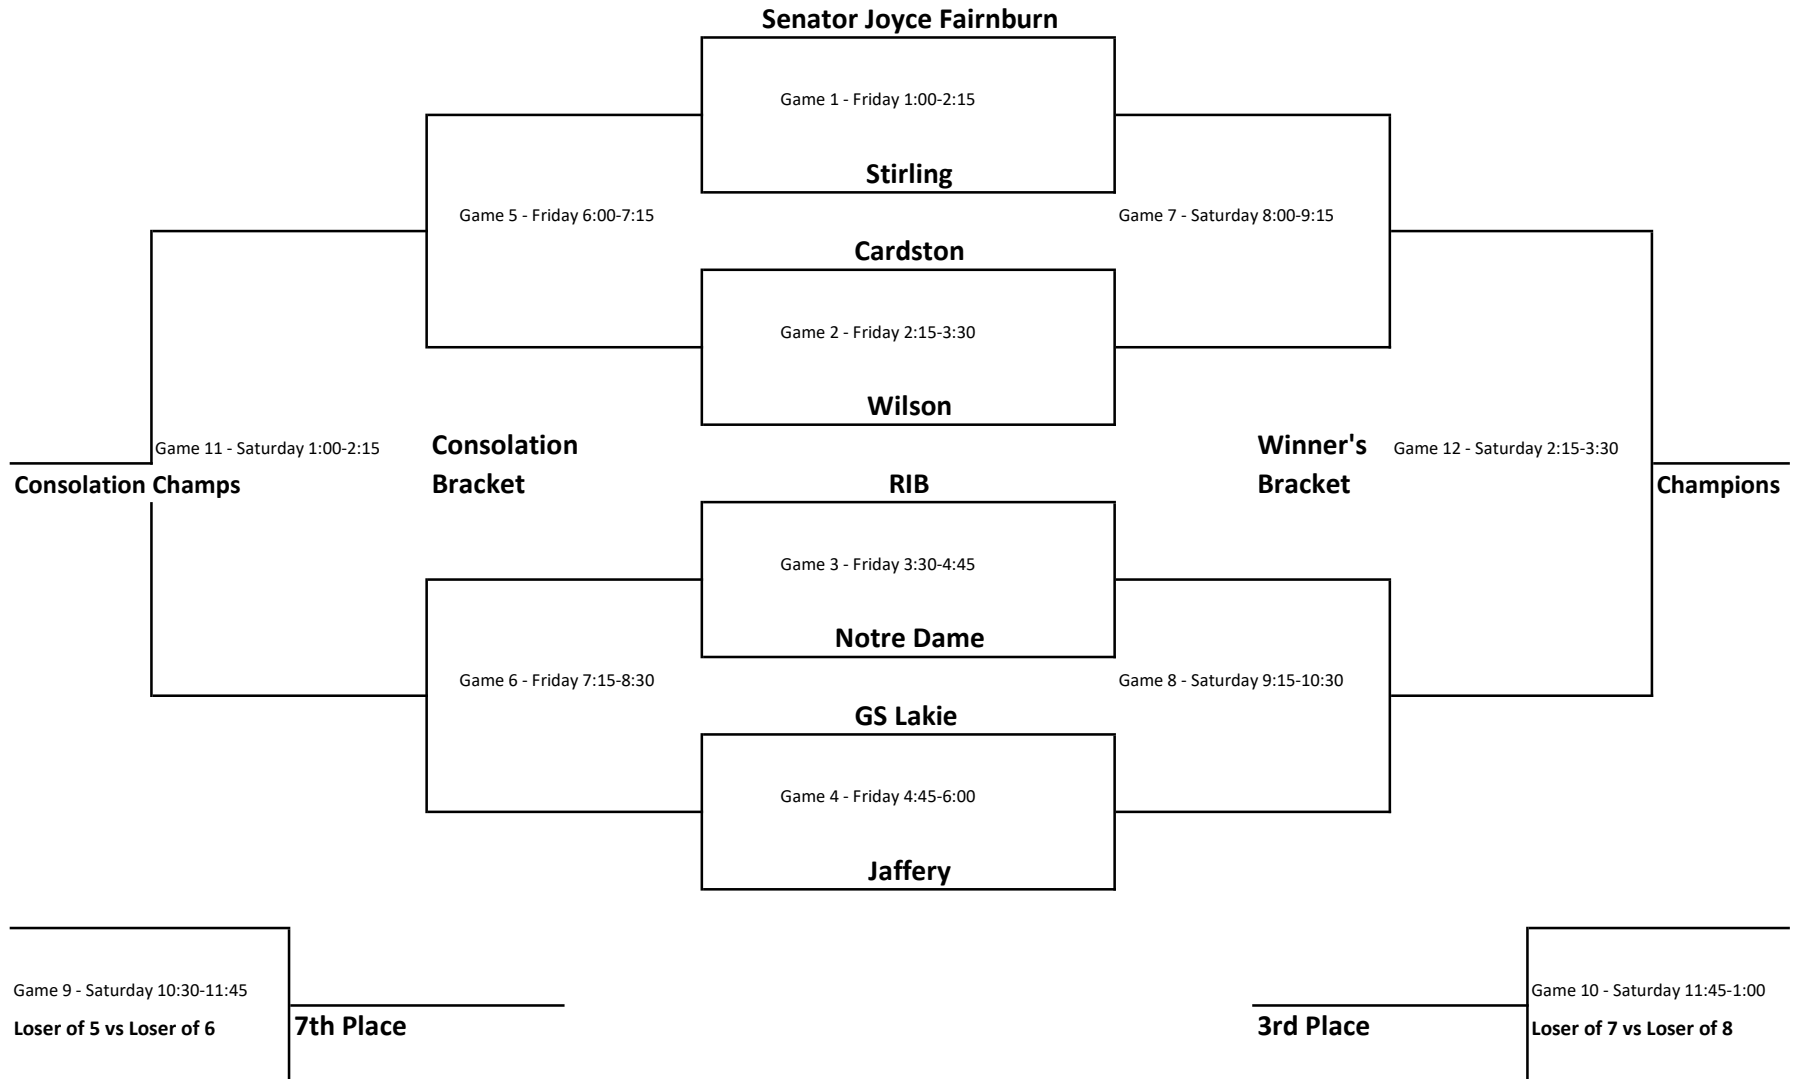 Senator Joyce Fairnburn
Game 1 - Friday 1:00-2:15
Stirling
Game 5 - Friday 6:00-7:15
Game 7 - Saturday 8:00-9:15
Cardston
Game 2 - Friday 2:15-3:30
Wilson
Game 11 - Saturday 1:00-2:15
Consolation
Bracket
Winner's
Bracket
Game 12 - Saturday 2:15-3:30
Consolation Champs
RIB
Champions
Game 3 - Friday 3:30-4:45
Notre Dame
Game 6 - Friday 7:15-8:30
Game 8 - Saturday 9:15-10:30
GS Lakie
Game 4 - Friday 4:45-6:00
Jaffery
Game 9 - Saturday 10:30-11:45
Loser of 5 vs Loser of 6
7th Place
3rd Place
Game 10 - Saturday 11:45-1:00
Loser of 7 vs Loser of 8